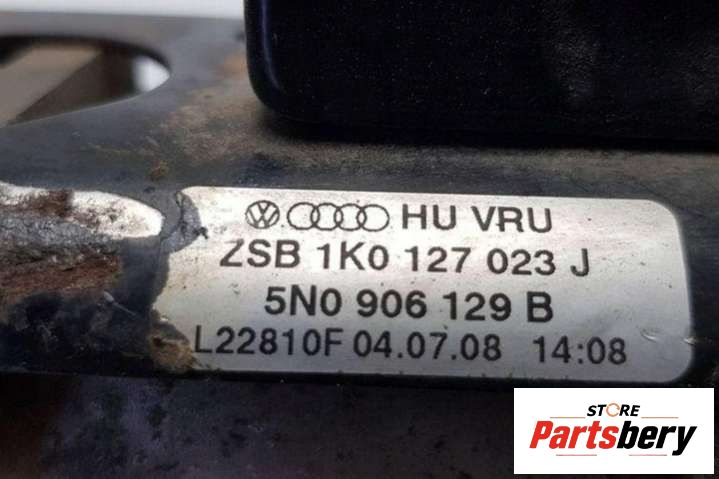 HU VRU
ZSB 1K0 127 023 J
5N0 906 129 B
L22810F 04.07.08 14:08
STORE
Partsbery